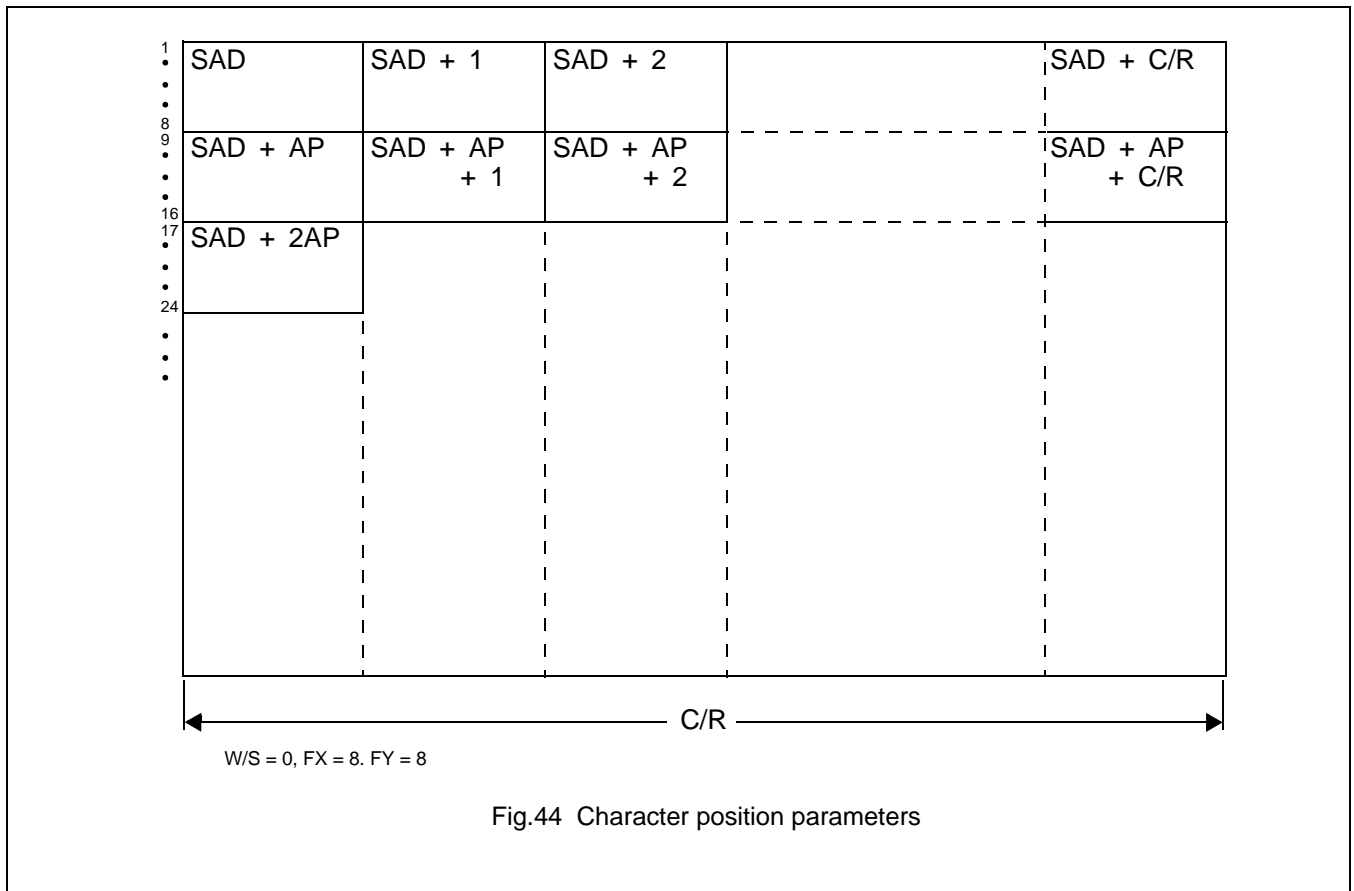 1
SAD SAD + 1 SAD + 2 SAD + C/R
8
9
SAD + AP SAD + AP SAD + AP SAD + AP
+ 1 + 2 + C/R
16
17
SAD + 2AP
24
C/R
W/S = 0, FX = 8. FY = 8
Fig.44 Character position parameters